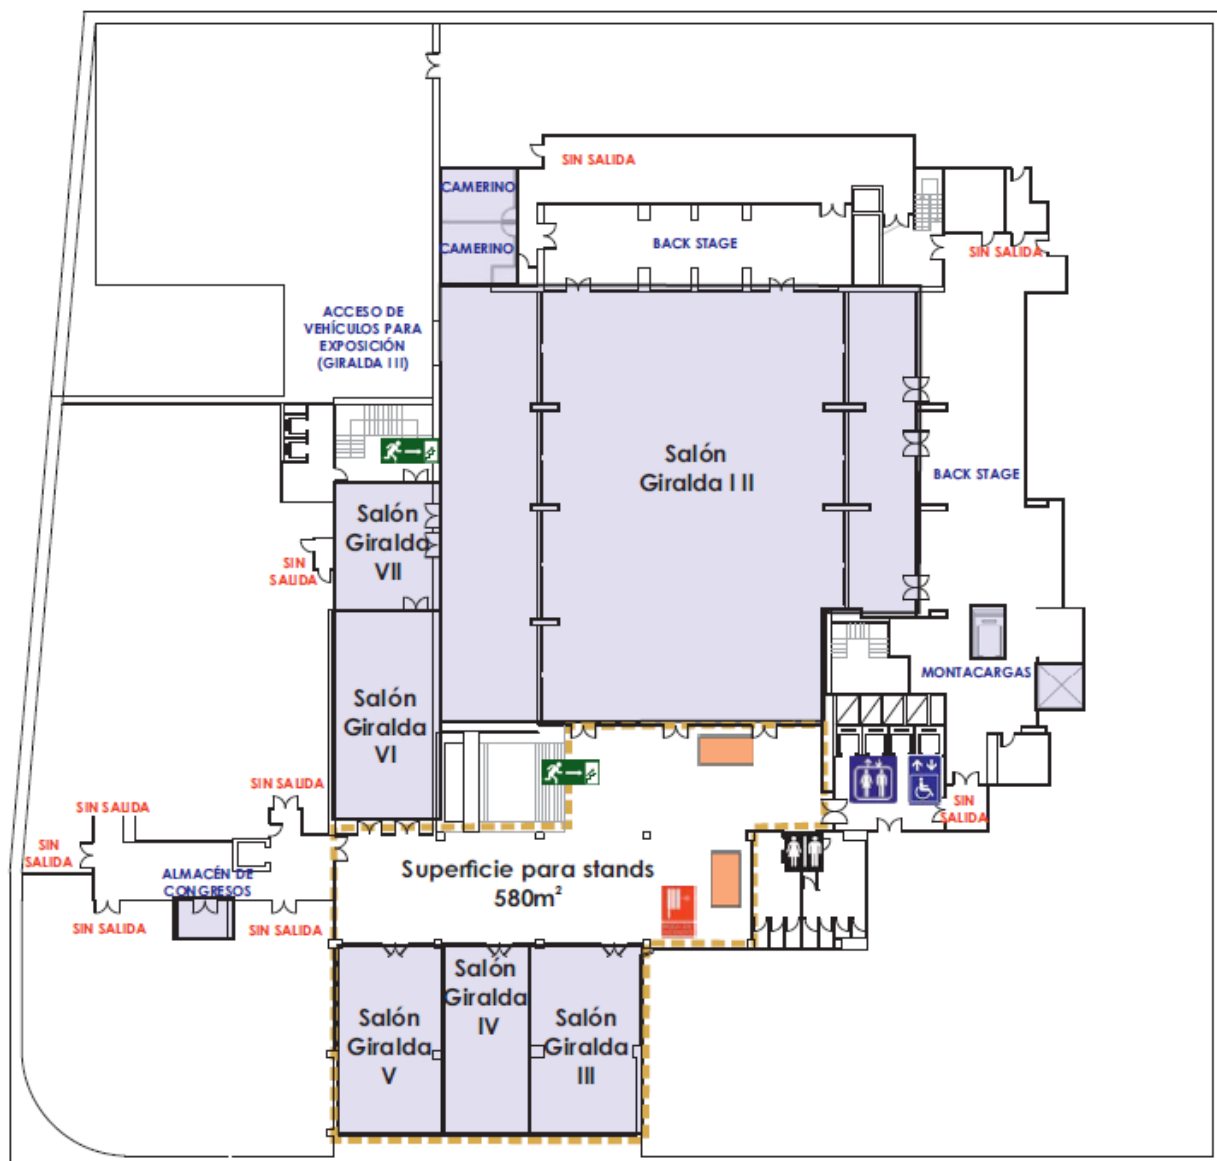 SIN SALIDA
CAMERINO
CAMERINO
BACK STAGE
SIN SALIDA
ACCESO DE
VEHÍCULOS PARA
EXPOSICIÓN
(GIRALDA III)
Salón
Giralda I II
BACK STAGE
Salón
Giralda
VII
SIN
SALIDA
Salón
Giralda
VI
MONTACARGAS
SIN SALIDA
SIN SALIDA
SIN
SALIDA
SIN
SALIDA
ALMACÉN DE
CONGRESOS
Superficie para stands
580m²
SIN SALIDA
SIN SALIDA
Salón
Giralda
V
Salón
Giralda
IV
Salón
Giralda
III